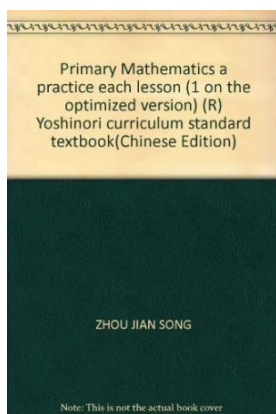 Primary Mathematics a
practice each lesson (1 on the
optimized version) (R)
Yoshinori curriculum standard
textbook(Chinese Edition)
ZHOU JIAN SONG
Note: This is not the actual book cover